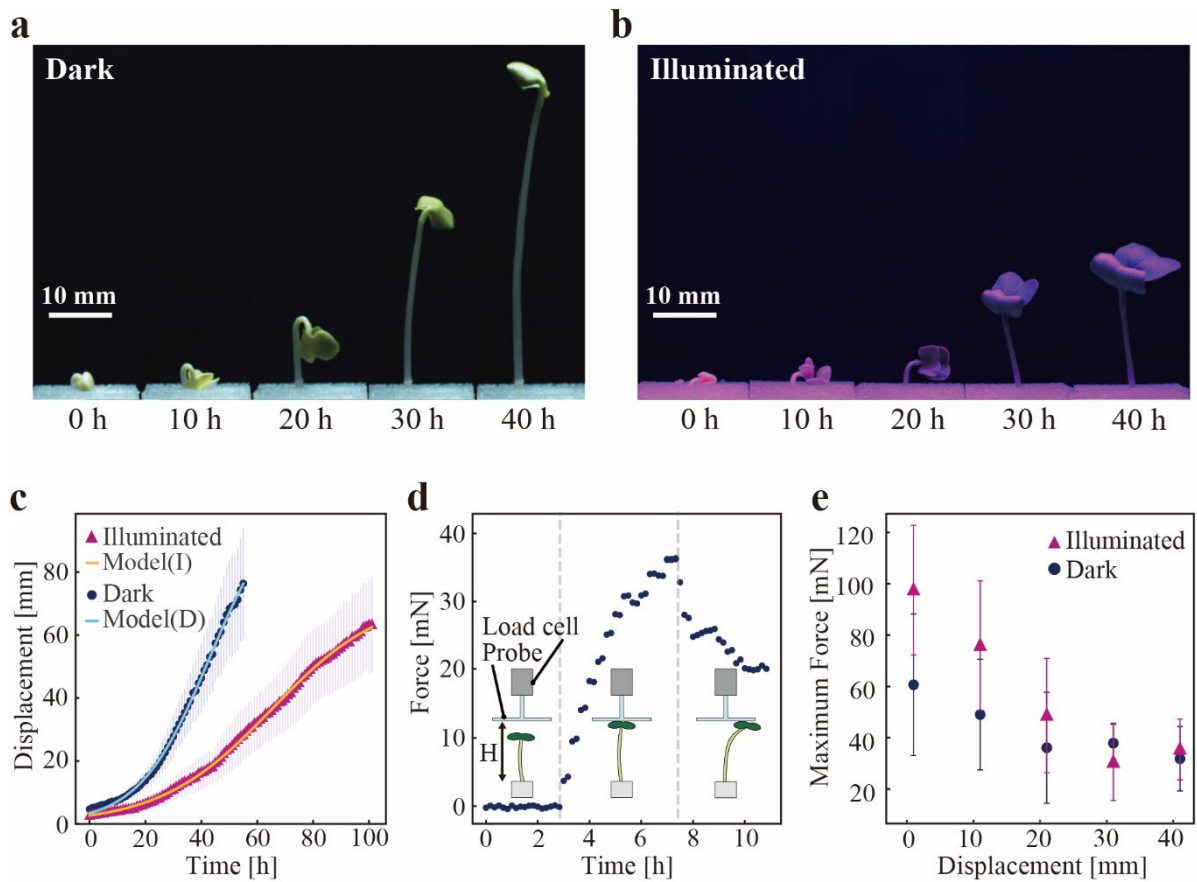 a
Dark
10 mm
0 h 10 h 20 h 30 h 40 h
b
Illuminated
10 mm
0 h 10 h 20 h 30 h 40 h
c
Illuminated
Model(I)
Dark
Model(D)
Displacement [mm]
80
60
40
20
0
0 20 40 60 80 100
Time [h]
d
Force [mN]
40
30
20
10
0
Load cell
Probe
H
0 2 4 6 8 10
Time [h]
e
Illuminated
Dark
Maximum Force [mN]
120
100
80
60
40
20
0 10 20 30 40
Displacement [mm]